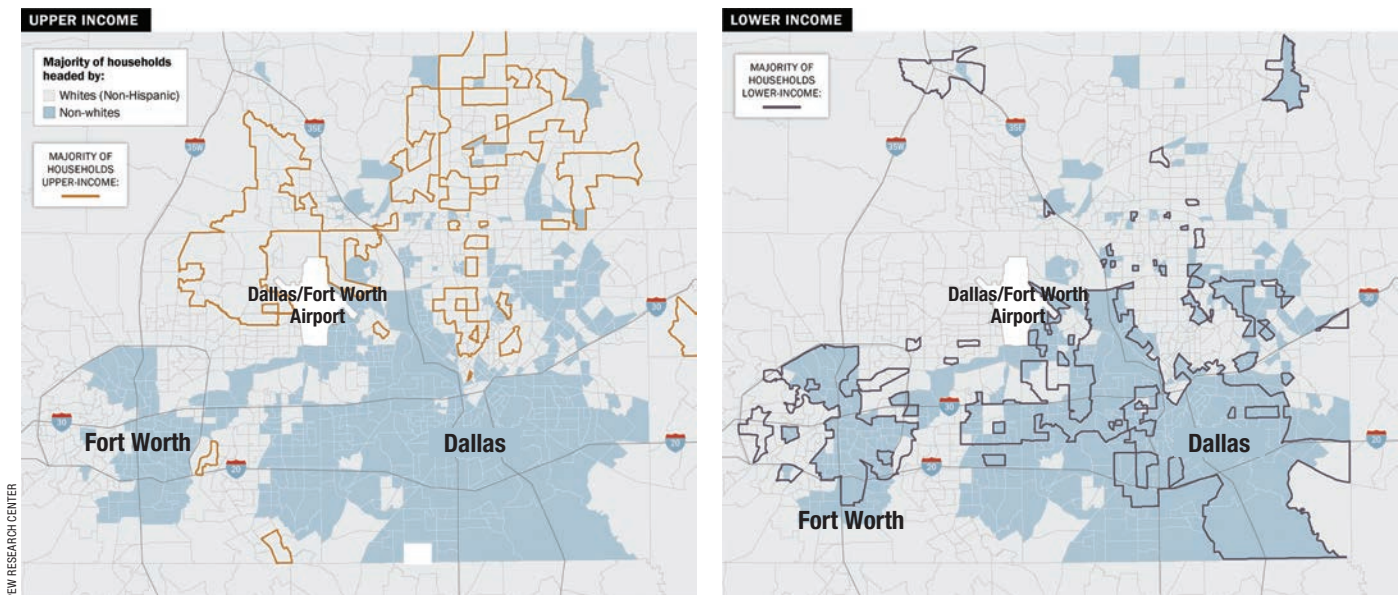 UPPER INCOME
Majority of households
headed by:
Whites (Non-Hispanic)
Non-whites
MAJORITY OF
HOUSEHOLDS
UPPER-INCOME:
35W
35E
Dallas/Fort Worth
Airport
30
30
Fort Worth
Dallas
20
20
EW RESEARCH CENTER
LOWER INCOME
MAJORITY OF
HOUSEHOLDS
LOWER-INCOME:
35E
35W
Dallas/Fort Worth
Airport
30
30
Dallas
20
20
Fort Worth